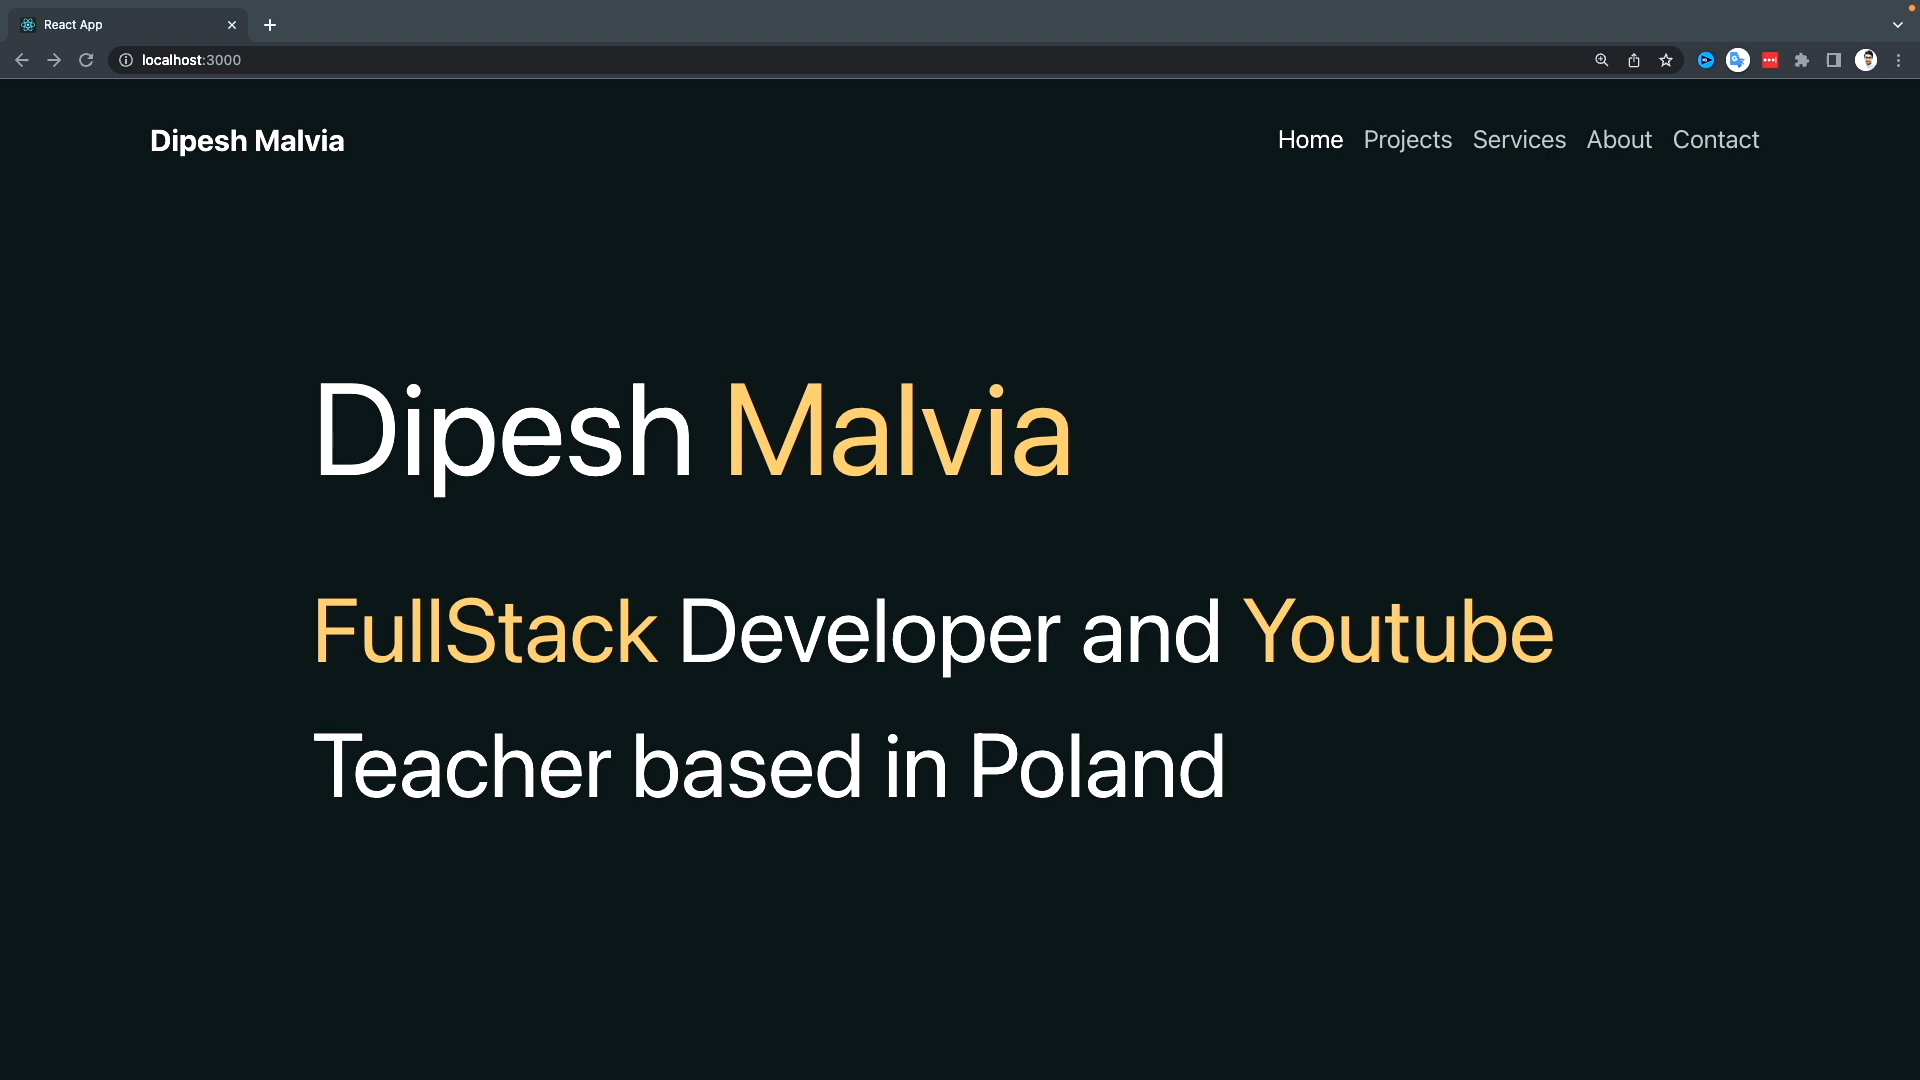 React App
localhost:3000
Dipesh Malvia
Home Projects Services About Contact
Dipesh Malvia
FullStack Developer and Youtube
Teacher based in Poland